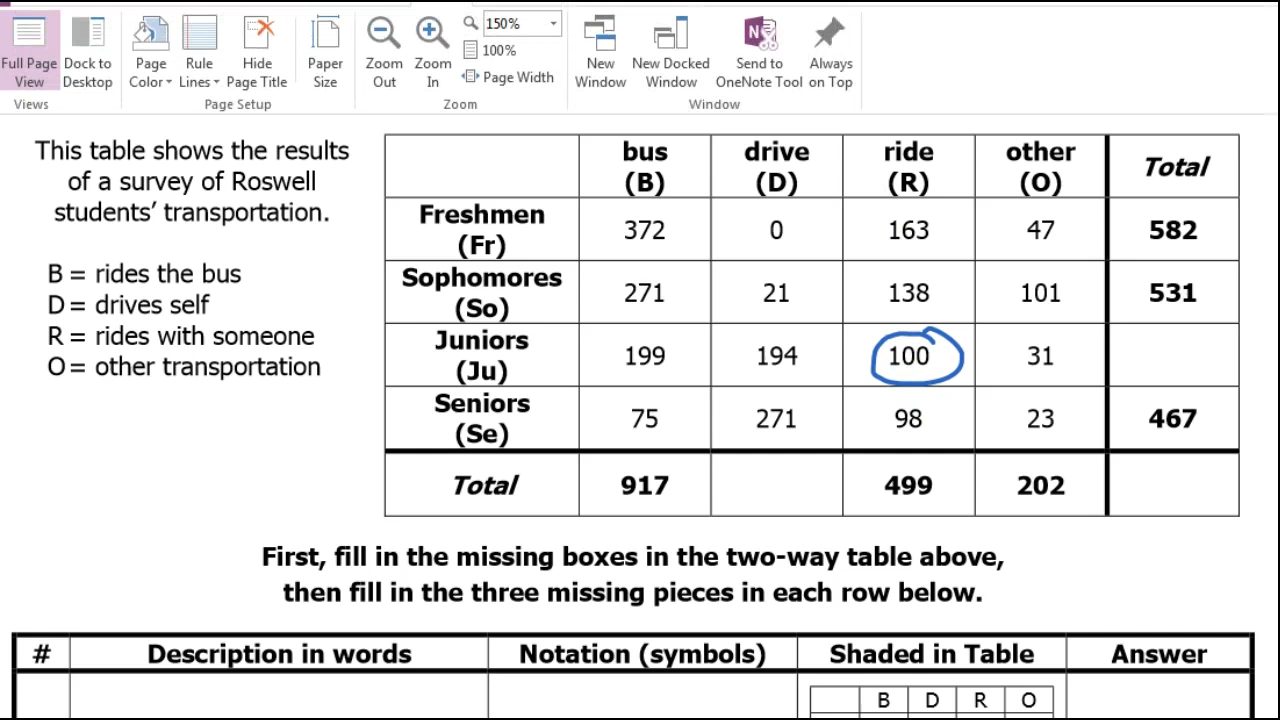 150%
100%
Page Width
Full Page View
Dock to Desktop
Page Color
Rule Lines
Hide Page Title
Paper Size
Zoom Out
Zoom In
New Window
New Docked Window
Send to OneNote Tool
Always on Top
Views
Page Setup
Zoom
Window
This table shows the results
of a survey of Roswell
students’ transportation.
B = rides the bus
D = drives self
R = rides with someone
O = other transportation
bus (B) drive (D) ride (R) other (O) Total
Freshmen (Fr) 372 0 163 47 582
Sophomores (So) 271 21 138 101 531
Juniors (Ju) 199 194 100 31
Seniors (Se) 75 271 98 23 467
Total 917 499 202
First, fill in the missing boxes in the two-way table above,
then fill in the three missing pieces in each row below.
# Description in words Notation (symbols) Shaded in Table Answer
B D R O